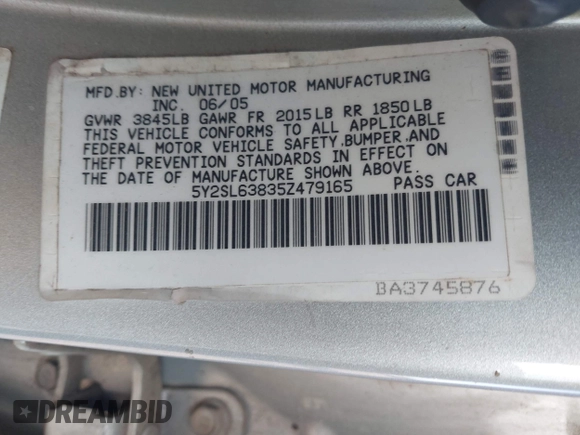 MFD.BY: NEW UNITED MOTOR MANUFACTURING
INC. 06/05
GVWR 3845LB GAWR FR 2015LB RR 1850LB
THIS VEHICLE CONFORMS TO ALL APPLICABLE
FEDERAL MOTOR VEHICLE SAFETY,BUMPER,AND
THEFT PREVENTION STANDARDS IN EFFECT ON
THE DATE OF MANUFACTURE SHOWN ABOVE.
5Y2SL63835Z479165 PASS CAR
BA3745876
DREAMBID